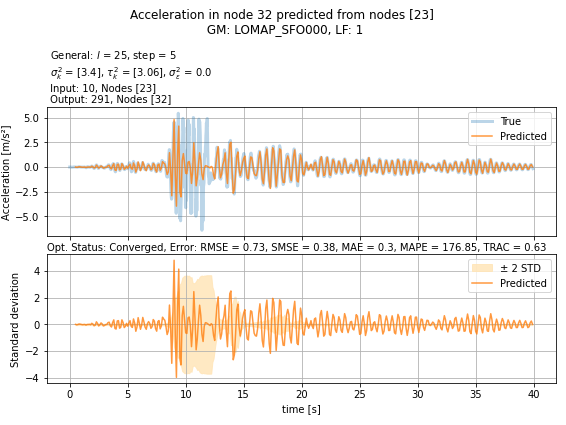 Acceleration in node 32 predicted from nodes [23]
GM: LOMAP_SFO000, LF: 1
General: l = 25, step = 5
σ²ₖ = [3.4], τ²ₖ = [3.06], σ²_ε = 0.0
Input: 10, Nodes [23]
Output: 291, Nodes [32]
Acceleration [m/s²]
5.0
2.5
0.0
−2.5
−5.0
True
Predicted
Opt. Status: Converged, Error: RMSE = 0.73, SMSE = 0.38, MAE = 0.3, MAPE = 176.85, TRAC = 0.63
Standard deviation
4
2
0
−2
−4
± 2 STD
Predicted
0 5 10 15 20 25 30 35 40
time [s]